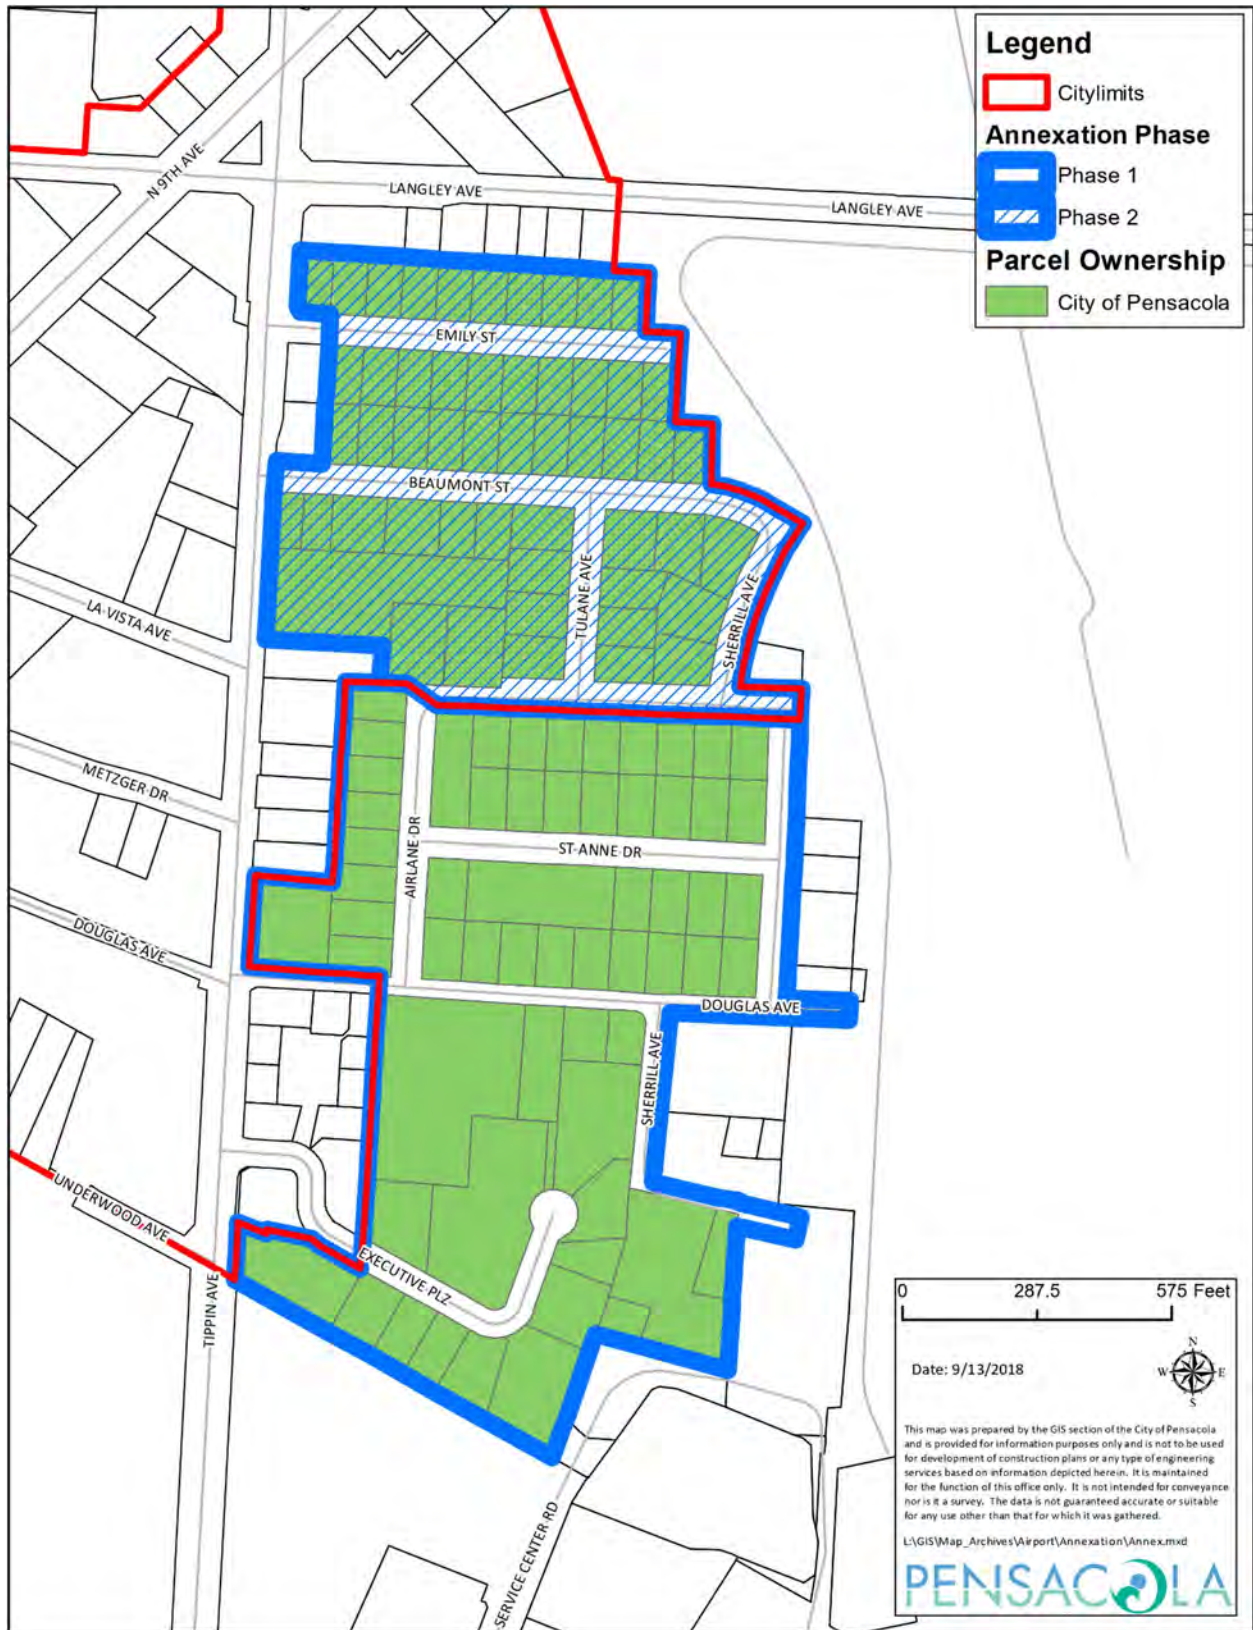 Legend
Citylimits
Annexation Phase
Phase 1
Phase 2
Parcel Ownership
City of Pensacola
N 9TH AVE
LANGLEY AVE
LANGLEY AVE
EMILY ST
BEAUMONT ST
TULANE AVE
SHERRILL AVE
LA VISTA AVE
METZGER DR
AIRLANE DR
ST ANNE DR
DOUGLAS AVE
DOUGLAS AVE
SHERRILL AVE
UNDERWOOD AVE
EXECUTIVE PLZ
TIPPIN AVE
SERVICE CENTER RD
0 287.5 575 Feet
Date: 9/13/2018
N
W E
S
This map was prepared by the GIS section of the City of Pensacola
and is provided for information purposes only and is not to be used
for development of construction plans or any type of engineering
services based on information depicted herein. It is maintained
for the function of this office only. It is not intended for conveyance
nor is it a survey. The data is not guaranteed accurate or suitable
for any use other than that for which it was gathered.
L:\GIS\Map_Archives\Airport\Annexation\Annex.mxd
PENSACOLA